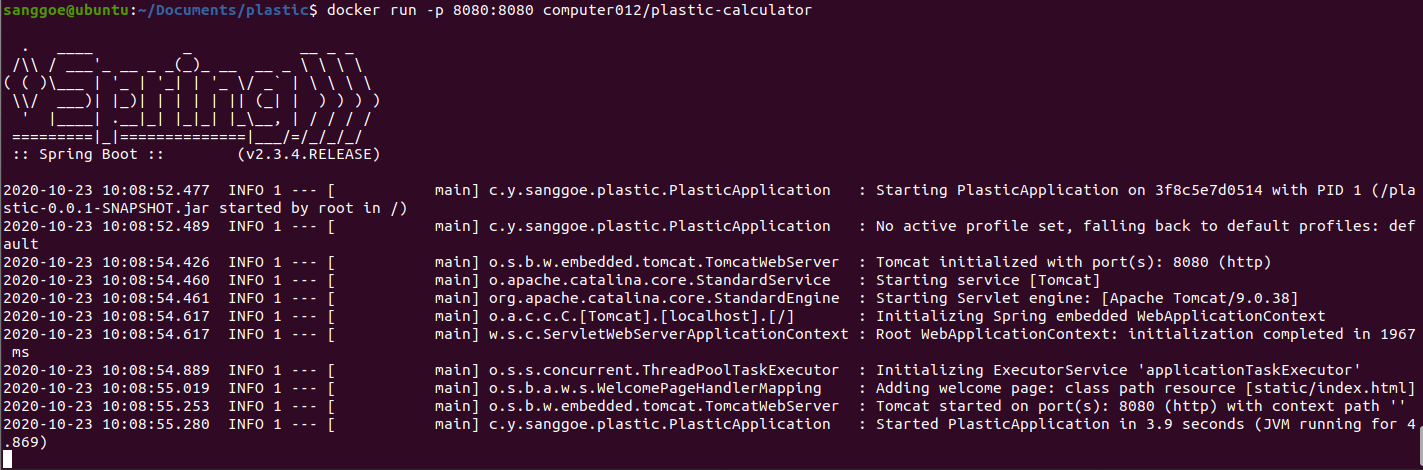 sanggoe@ubuntu:~/Documents/plastic$ docker run -p 8080:8080 computer012/plastic-calculator

  .   ____          _            __ _ _
 /\\ / ___'_ __ _ _(_)_ __  __ _ \ \ \ \
( ( )\___ | '_ | '_| | '_ \/ _` | \ \ \ \
 \\/  ___)| |_)| | | | | || (_| |  ) ) ) )
  '  |____| .__|_| |_|_| |_\__, | / / / /
 =========|_|==============|___/=/_/_/_/
 :: Spring Boot ::        (v2.3.4.RELEASE)

2020-10-23 10:08:52.477  INFO 1 --- [           main] c.y.sanggoe.plastic.PlasticApplication   : Starting PlasticApplication on 3f8c5e7d0514 with PID 1 (/pla
stic-0.0.1-SNAPSHOT.jar started by root in /)
2020-10-23 10:08:52.489  INFO 1 --- [           main] c.y.sanggoe.plastic.PlasticApplication   : No active profile set, falling back to default profiles: def
ault
2020-10-23 10:08:54.426  INFO 1 --- [           main] o.s.b.w.embedded.tomcat.TomcatWebServer  : Tomcat initialized with port(s): 8080 (http)
2020-10-23 10:08:54.460  INFO 1 --- [           main] o.apache.catalina.core.StandardService   : Starting service [Tomcat]
2020-10-23 10:08:54.461  INFO 1 --- [           main] org.apache.catalina.core.StandardEngine  : Starting Servlet engine: [Apache Tomcat/9.0.38]
2020-10-23 10:08:54.617  INFO 1 --- [           main] o.a.c.c.C.[Tomcat].[localhost].[/]       : Initializing Spring embedded WebApplicationContext
2020-10-23 10:08:54.617  INFO 1 --- [           main] w.s.c.ServletWebServerApplicationContext : Root WebApplicationContext: initialization completed in 1967
 ms
2020-10-23 10:08:54.889  INFO 1 --- [           main] o.s.s.concurrent.ThreadPoolTaskExecutor  : Initializing ExecutorService 'applicationTaskExecutor'
2020-10-23 10:08:55.019  INFO 1 --- [           main] o.s.b.a.w.s.WelcomePageHandlerMapping    : Adding welcome page: class path resource [static/index.html]
2020-10-23 10:08:55.253  INFO 1 --- [           main] o.s.b.w.embedded.tomcat.TomcatWebServer  : Tomcat started on port(s): 8080 (http) with context path ''
2020-10-23 10:08:55.280  INFO 1 --- [           main] c.y.sanggoe.plastic.PlasticApplication   : Started PlasticApplication in 3.9 seconds (JVM running for 4
.869)